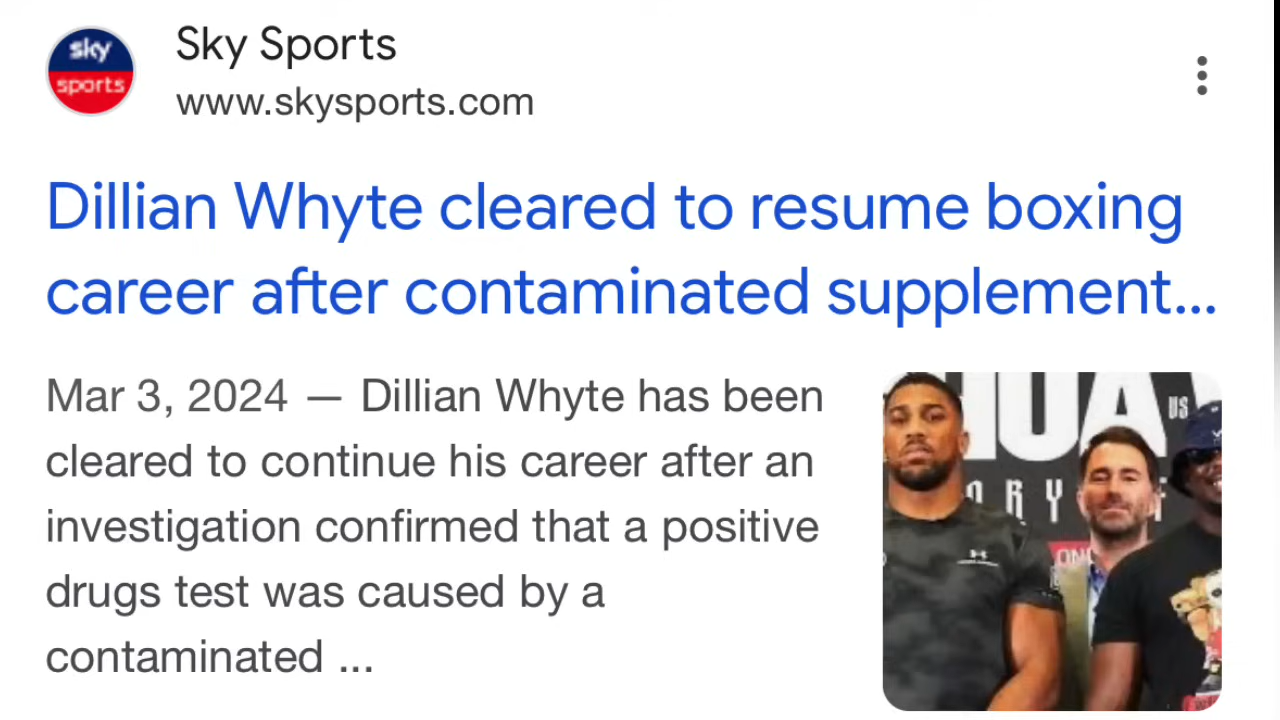 sky
sports
Sky Sports
www.skysports.com
Dillian Whyte cleared to resume boxing
career after contaminated supplement...
Mar 3, 2024 — Dillian Whyte has been
cleared to continue his career after an
investigation confirmed that a positive
drugs test was caused by a
contaminated ...
US